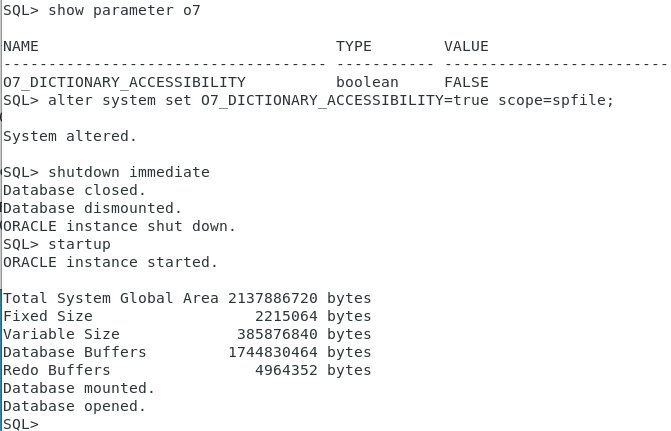 SQL> show parameter o7
NAME                                 TYPE        VALUE
------------------------------------ ----------- -------------------------
O7_DICTIONARY_ACCESSIBILITY          boolean     FALSE
SQL> alter system set O7_DICTIONARY_ACCESSIBILITY=true scope=spfile;
System altered.
SQL> shutdown immediate
Database closed.
Database dismounted.
ORACLE instance shut down.
SQL> startup
ORACLE instance started.
Total System Global Area 2137886720 bytes
Fixed Size                  2215064 bytes
Variable Size             385876840 bytes
Database Buffers         1744830464 bytes
Redo Buffers                4964352 bytes
Database mounted.
Database opened.
SQL>